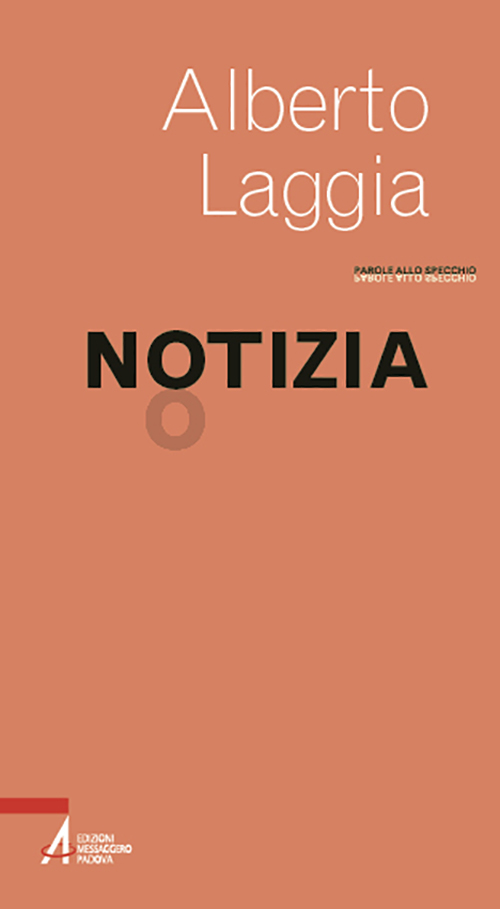 Alberto
Laggia
PAROLE ALLO SPECCHIO
PAROLE ALLO SPECCHIO
NOTIZIA
O
EDIZIONI
MESSAGGERO
PADOVA